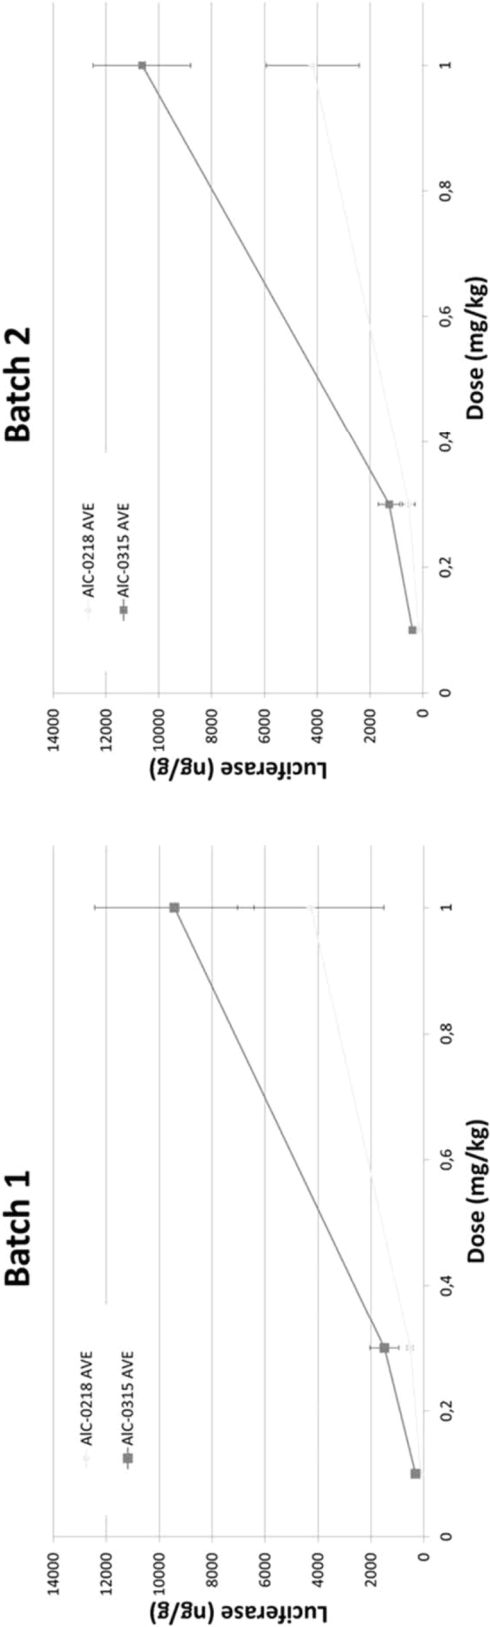 Batch 1
Luciferase (ng/g)
14000
12000
10000
8000
6000
4000
2000
0
AIC-0218 AVE
AIC-0315 AVE
0
0,2
0,4
0,6
0,8
1
Dose (mg/kg)
Batch 2
Luciferase (ng/g)
14000
12000
10000
8000
6000
4000
2000
0
AIC-0218 AVE
AIC-0315 AVE
0
0,2
0,4
0,6
0,8
1
Dose (mg/kg)